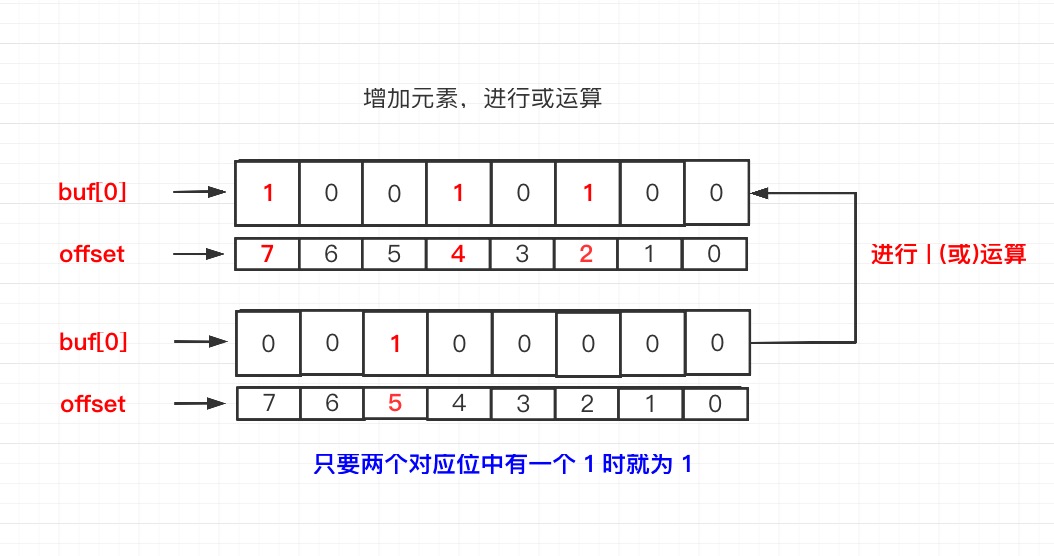 增加元素，进行或运算
buf[0] 1 0 0 1 0 1 0 0
offset 7 6 5 4 3 2 1 0
进行 | (或)运算
buf[0] 0 0 1 0 0 0 0 0
offset 7 6 5 4 3 2 1 0
只要两个对应位中有一个 1 时就为 1